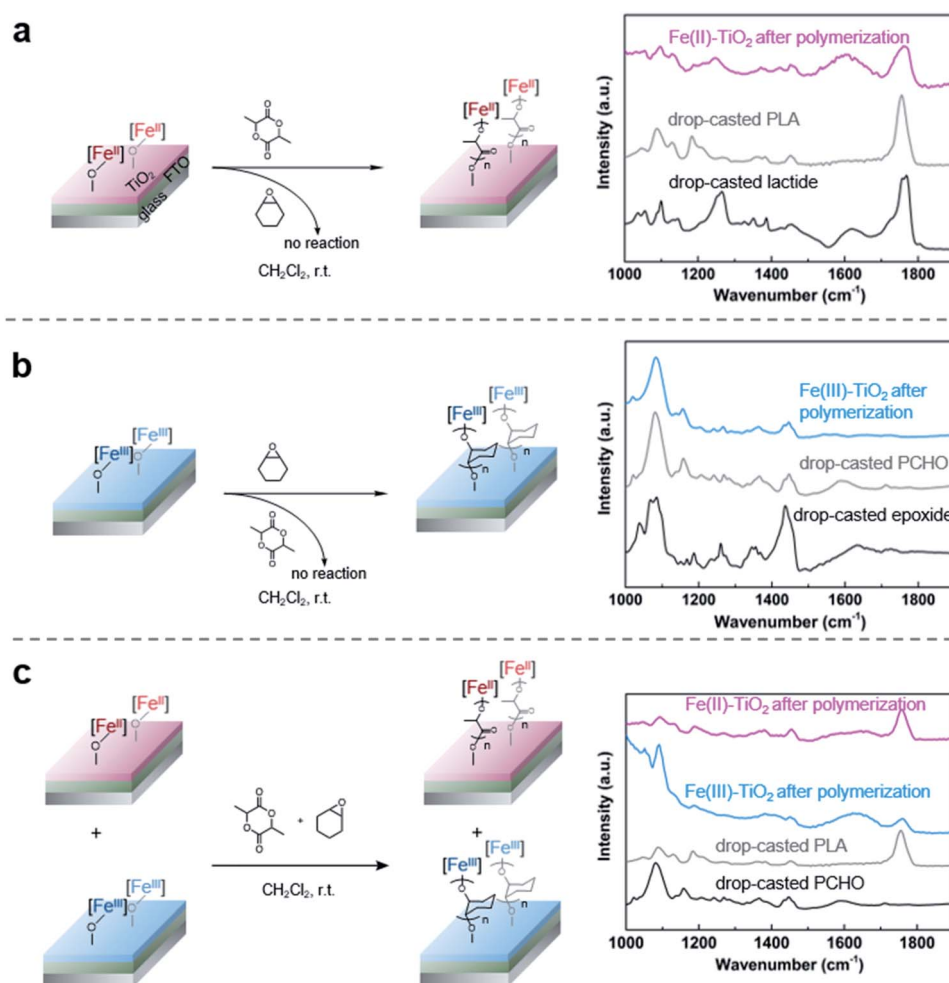 a
[Fe^II]
[Fe^II]
O
O
TiO₂
FTO
glass
O
O
O
O
O
no reaction
CH₂Cl₂, r.t.
[Fe^II]
[Fe^II]
O
O
O
O
n
n
O
O
Intensity (a.u.)
Fe(II)-TiO₂ after polymerization
drop-casted PLA
drop-casted lactide
1000 1200 1400 1600 1800
Wavenumber (cm⁻¹)
b
[Fe^III]
[Fe^III]
O
O
O
O
O
O
O
no reaction
CH₂Cl₂, r.t.
[Fe^III]
[Fe^III]
O
O
n
n
O
O
Intensity (a.u.)
Fe(III)-TiO₂ after
polymerization
drop-casted PCHO
drop-casted epoxide
1000 1200 1400 1600 1800
Wavenumber (cm⁻¹)
c
[Fe^II]
[Fe^II]
O
O
+
[Fe^III]
[Fe^III]
O
O
O
O
O
O
+
O
CH₂Cl₂, r.t.
[Fe^II]
[Fe^II]
O
O
O
O
n
n
O
O
+
[Fe^III]
[Fe^III]
O
O
n
n
O
O
Intensity (a.u.)
Fe(II)-TiO₂ after polymerization
Fe(III)-TiO₂ after polymerization
drop-casted PLA
drop-casted PCHO
1000 1200 1400 1600 1800
Wavenumber (cm⁻¹)